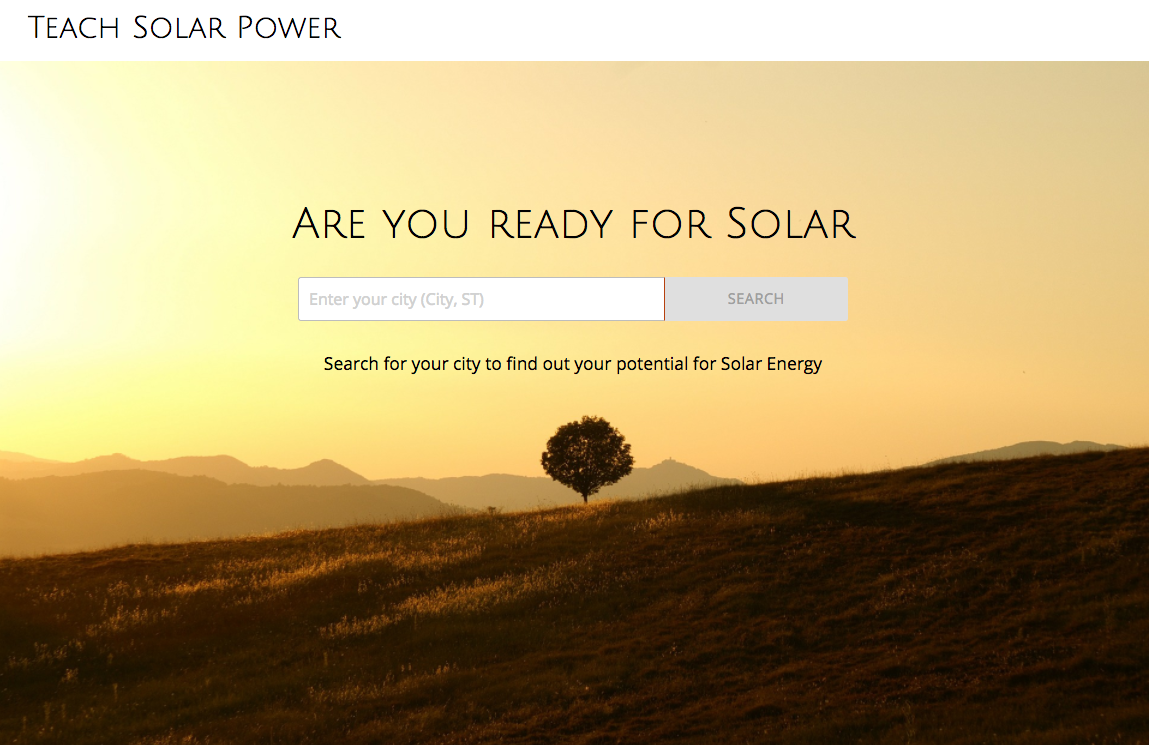 Teach Solar Power
Are you ready for Solar
Enter your city (City, ST)
SEARCH
Search for your city to find out your potential for Solar Energy